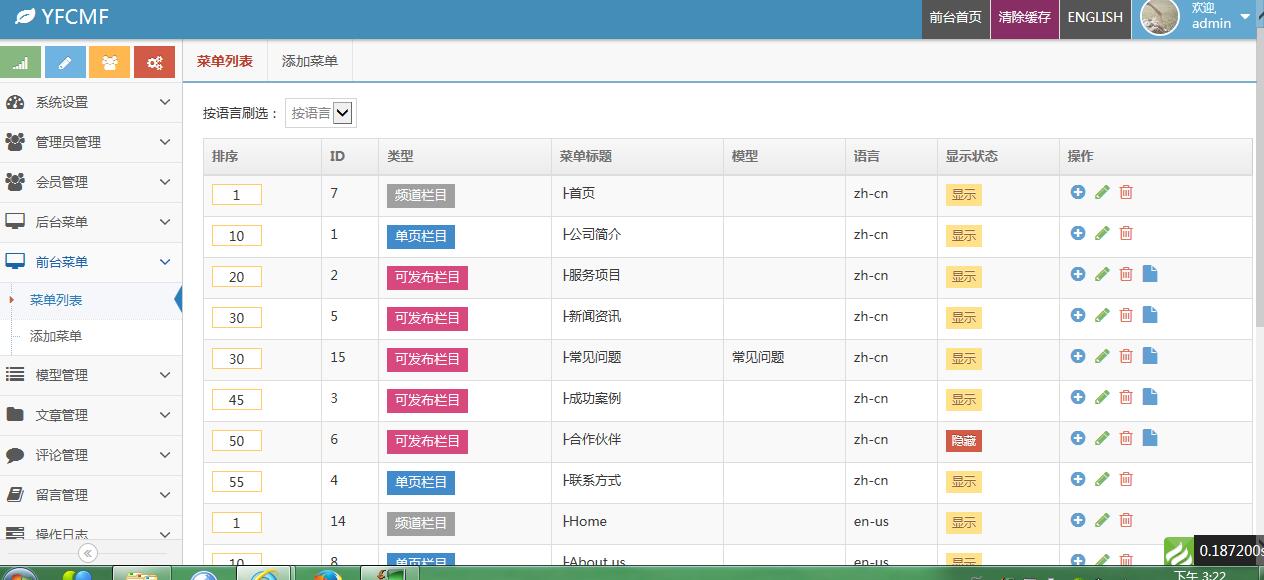 YFCMF
前台首页 清除缓存 ENGLISH 欢迎, admin
菜单列表 添加菜单
系统设置
管理员管理
会员管理
后台菜单
前台菜单
菜单列表
添加菜单
模型管理
文章管理
评论管理
留言管理
操作日志
按语言刷选： 按语言
排序 ID 类型 菜单标题 模型 语言 显示状态 操作
1 7 频道栏目 ├首页 zh-cn 显示
10 1 单页栏目 ├公司简介 zh-cn 显示
20 2 可发布栏目 ├服务项目 zh-cn 显示
30 5 可发布栏目 ├新闻资讯 zh-cn 显示
30 15 可发布栏目 ├常见问题 常见问题 zh-cn 显示
45 3 可发布栏目 ├成功案例 zh-cn 显示
50 6 可发布栏目 ├合作伙伴 zh-cn 隐藏
55 4 单页栏目 ├联系方式 zh-cn 显示
1 14 频道栏目 ├Home en-us 显示
10 8 单页栏目 ├About us en-us 显示
0.187200s
下午 3:22